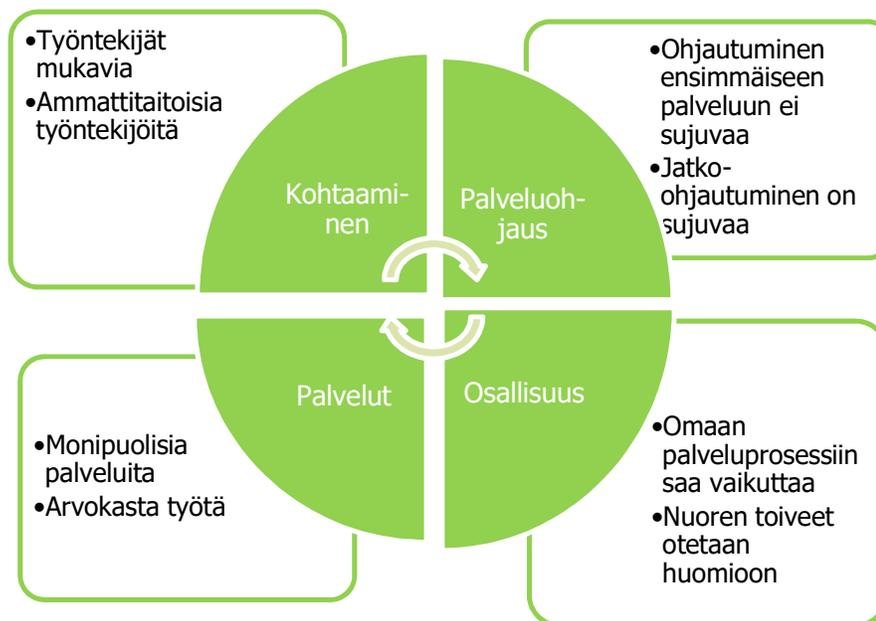 •Työntekijät
mukavia
•Ammattitaitoisia
työntekijöitä
Kohtaami-
nen
•Ohjautuminen
ensimmäiseen
palveluun ei
sujuvaa
•Jatko-
ohjautuminen on
sujuvaa
Palveluoh-
jaus
•Monipuolisia
palveluita
•Arvokasta työtä
Palvelut
Osallisuus
•Omaan
palveluprosessiin
saa vaikuttaa
•Nuoren toiveet
otetaan
huomioon